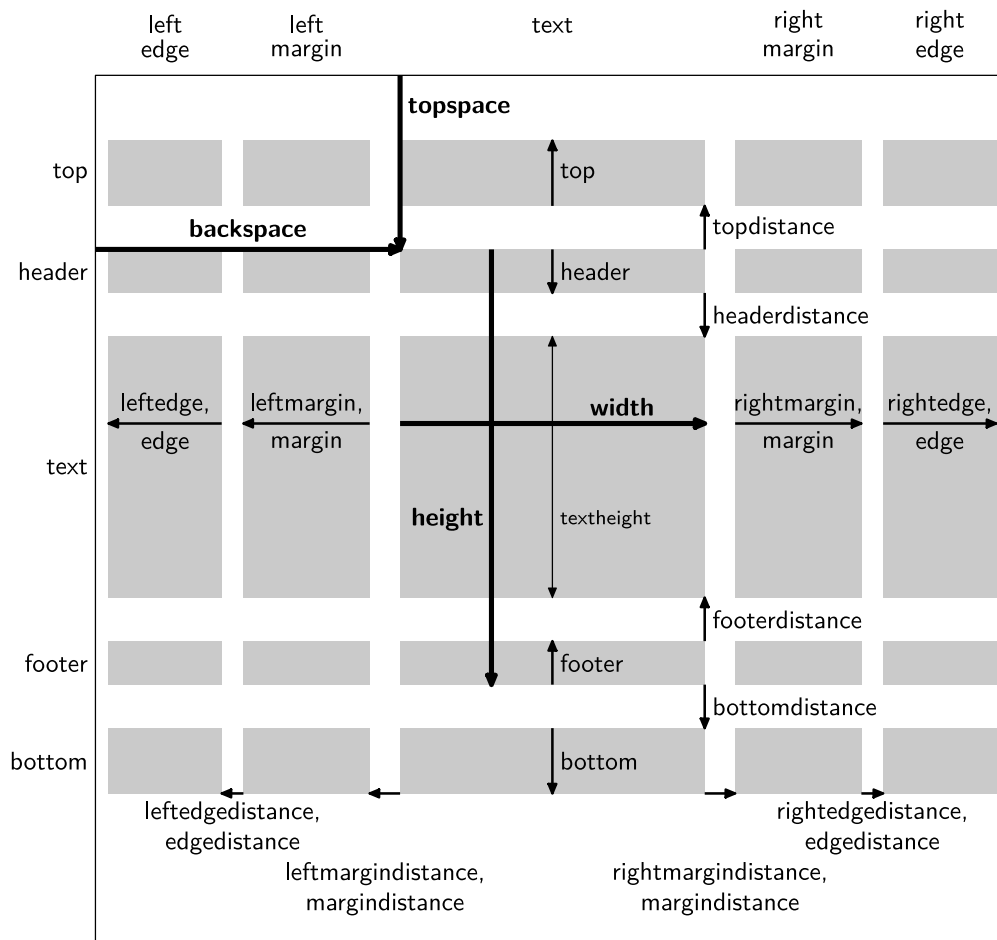 left
edge
left
margin
text
right
margin
right
edge
topspace
top
top
backspace
topdistance
header
header
headerdistance
leftedge,
edge
leftmargin,
margin
width
rightmargin,
margin
rightedge,
edge
text
height
textheight
footerdistance
footer
footer
bottomdistance
bottom
bottom
leftedgedistance,
edgedistance
rightedgedistance,
edgedistance
leftmargindistance,
margindistance
rightmargindistance,
margindistance